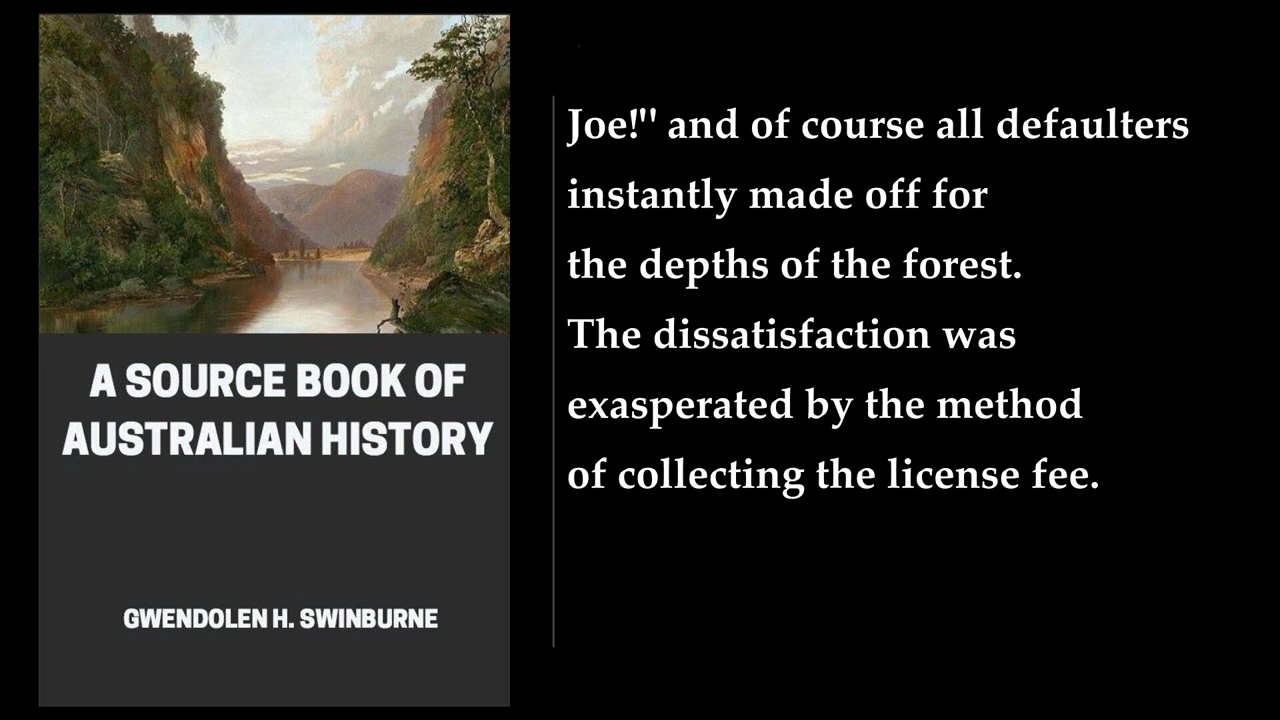 A SOURCE BOOK OF
AUSTRALIAN HISTORY
GWENDOLEN H. SWINBURNE
Joe!" and of course all defaulters
instantly made off for
the depths of the forest.
The dissatisfaction was
exasperated by the method
of collecting the license fee.